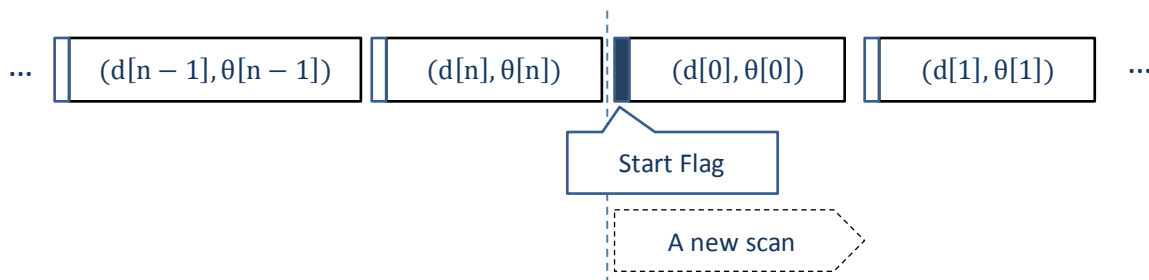 ... (d[n − 1], θ[n − 1]) (d[n], θ[n]) (d[0], θ[0]) (d[1], θ[1]) ...
Start Flag
A new scan